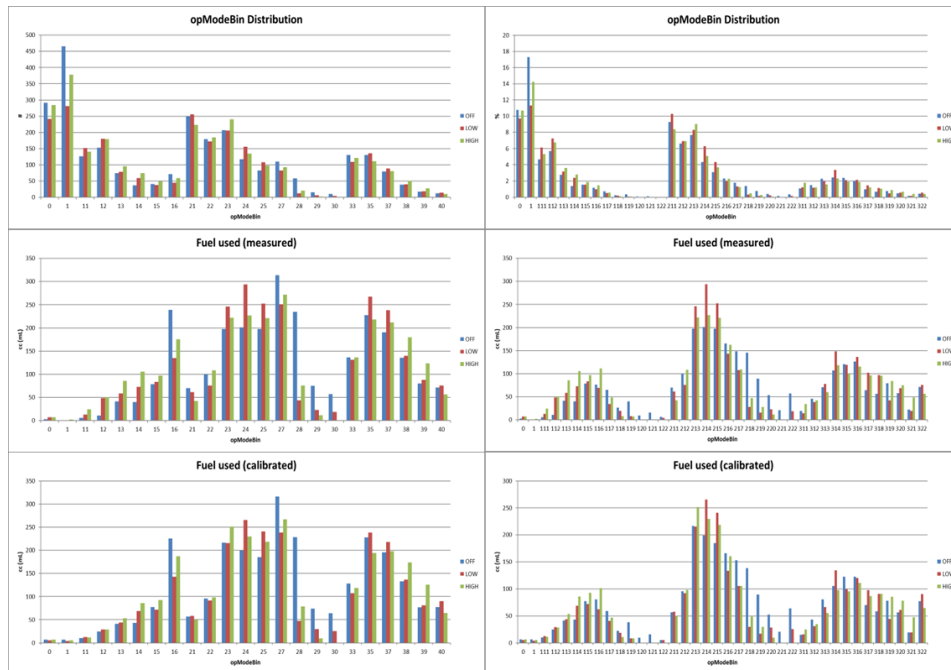 opModeBin Distribution
500
450
400
350
300
250
200
150
100
50
0
#
0 1 11 12 13 14 15 16 21 22 23 24 25 27 28 29 30 33 35 37 38 39 40
opModeBin
OFF
LOW
HIGH
opModeBin Distribution
20
18
16
14
12
10
8
6
4
2
0
%
0 1 111 112 113 114 115 116 117 118 119 120 121 122 211 212 213 214 215 216 217 218 219 220 221 222 311 312 313 314 315 316 317 318 319 320 321 322
opModeBin
OFF
LOW
HIGH
Fuel used (measured)
350
300
250
200
150
100
50
0
cc (mL)
0 1 11 12 13 14 15 16 21 22 23 24 25 27 28 29 30 33 35 37 38 39 40
opModeBin
OFF
LOW
HIGH
Fuel used (measured)
350
300
250
200
150
100
50
0
cc (mL)
0 1 111 112 113 114 115 116 117 118 119 120 121 122 211 212 213 214 215 216 217 218 219 220 221 222 311 312 313 314 315 316 317 318 319 320 321 322
opModeBin
OFF
LOW
HIGH
Fuel used (calibrated)
350
300
250
200
150
100
50
0
cc (mL)
0 1 11 12 13 14 15 16 21 22 23 24 25 27 28 29 30 33 35 37 38 39 40
opModeBin
OFF
LOW
HIGH
Fuel used (calibrated)
300
250
200
150
100
50
0
cc (mL)
0 1 111 112 113 114 115 116 117 118 119 120 121 122 211 212 213 214 215 216 217 218 219 220 221 222 311 312 313 314 315 316 317 318 319 320 321 322
opModeBin
OFF
LOW
HIGH